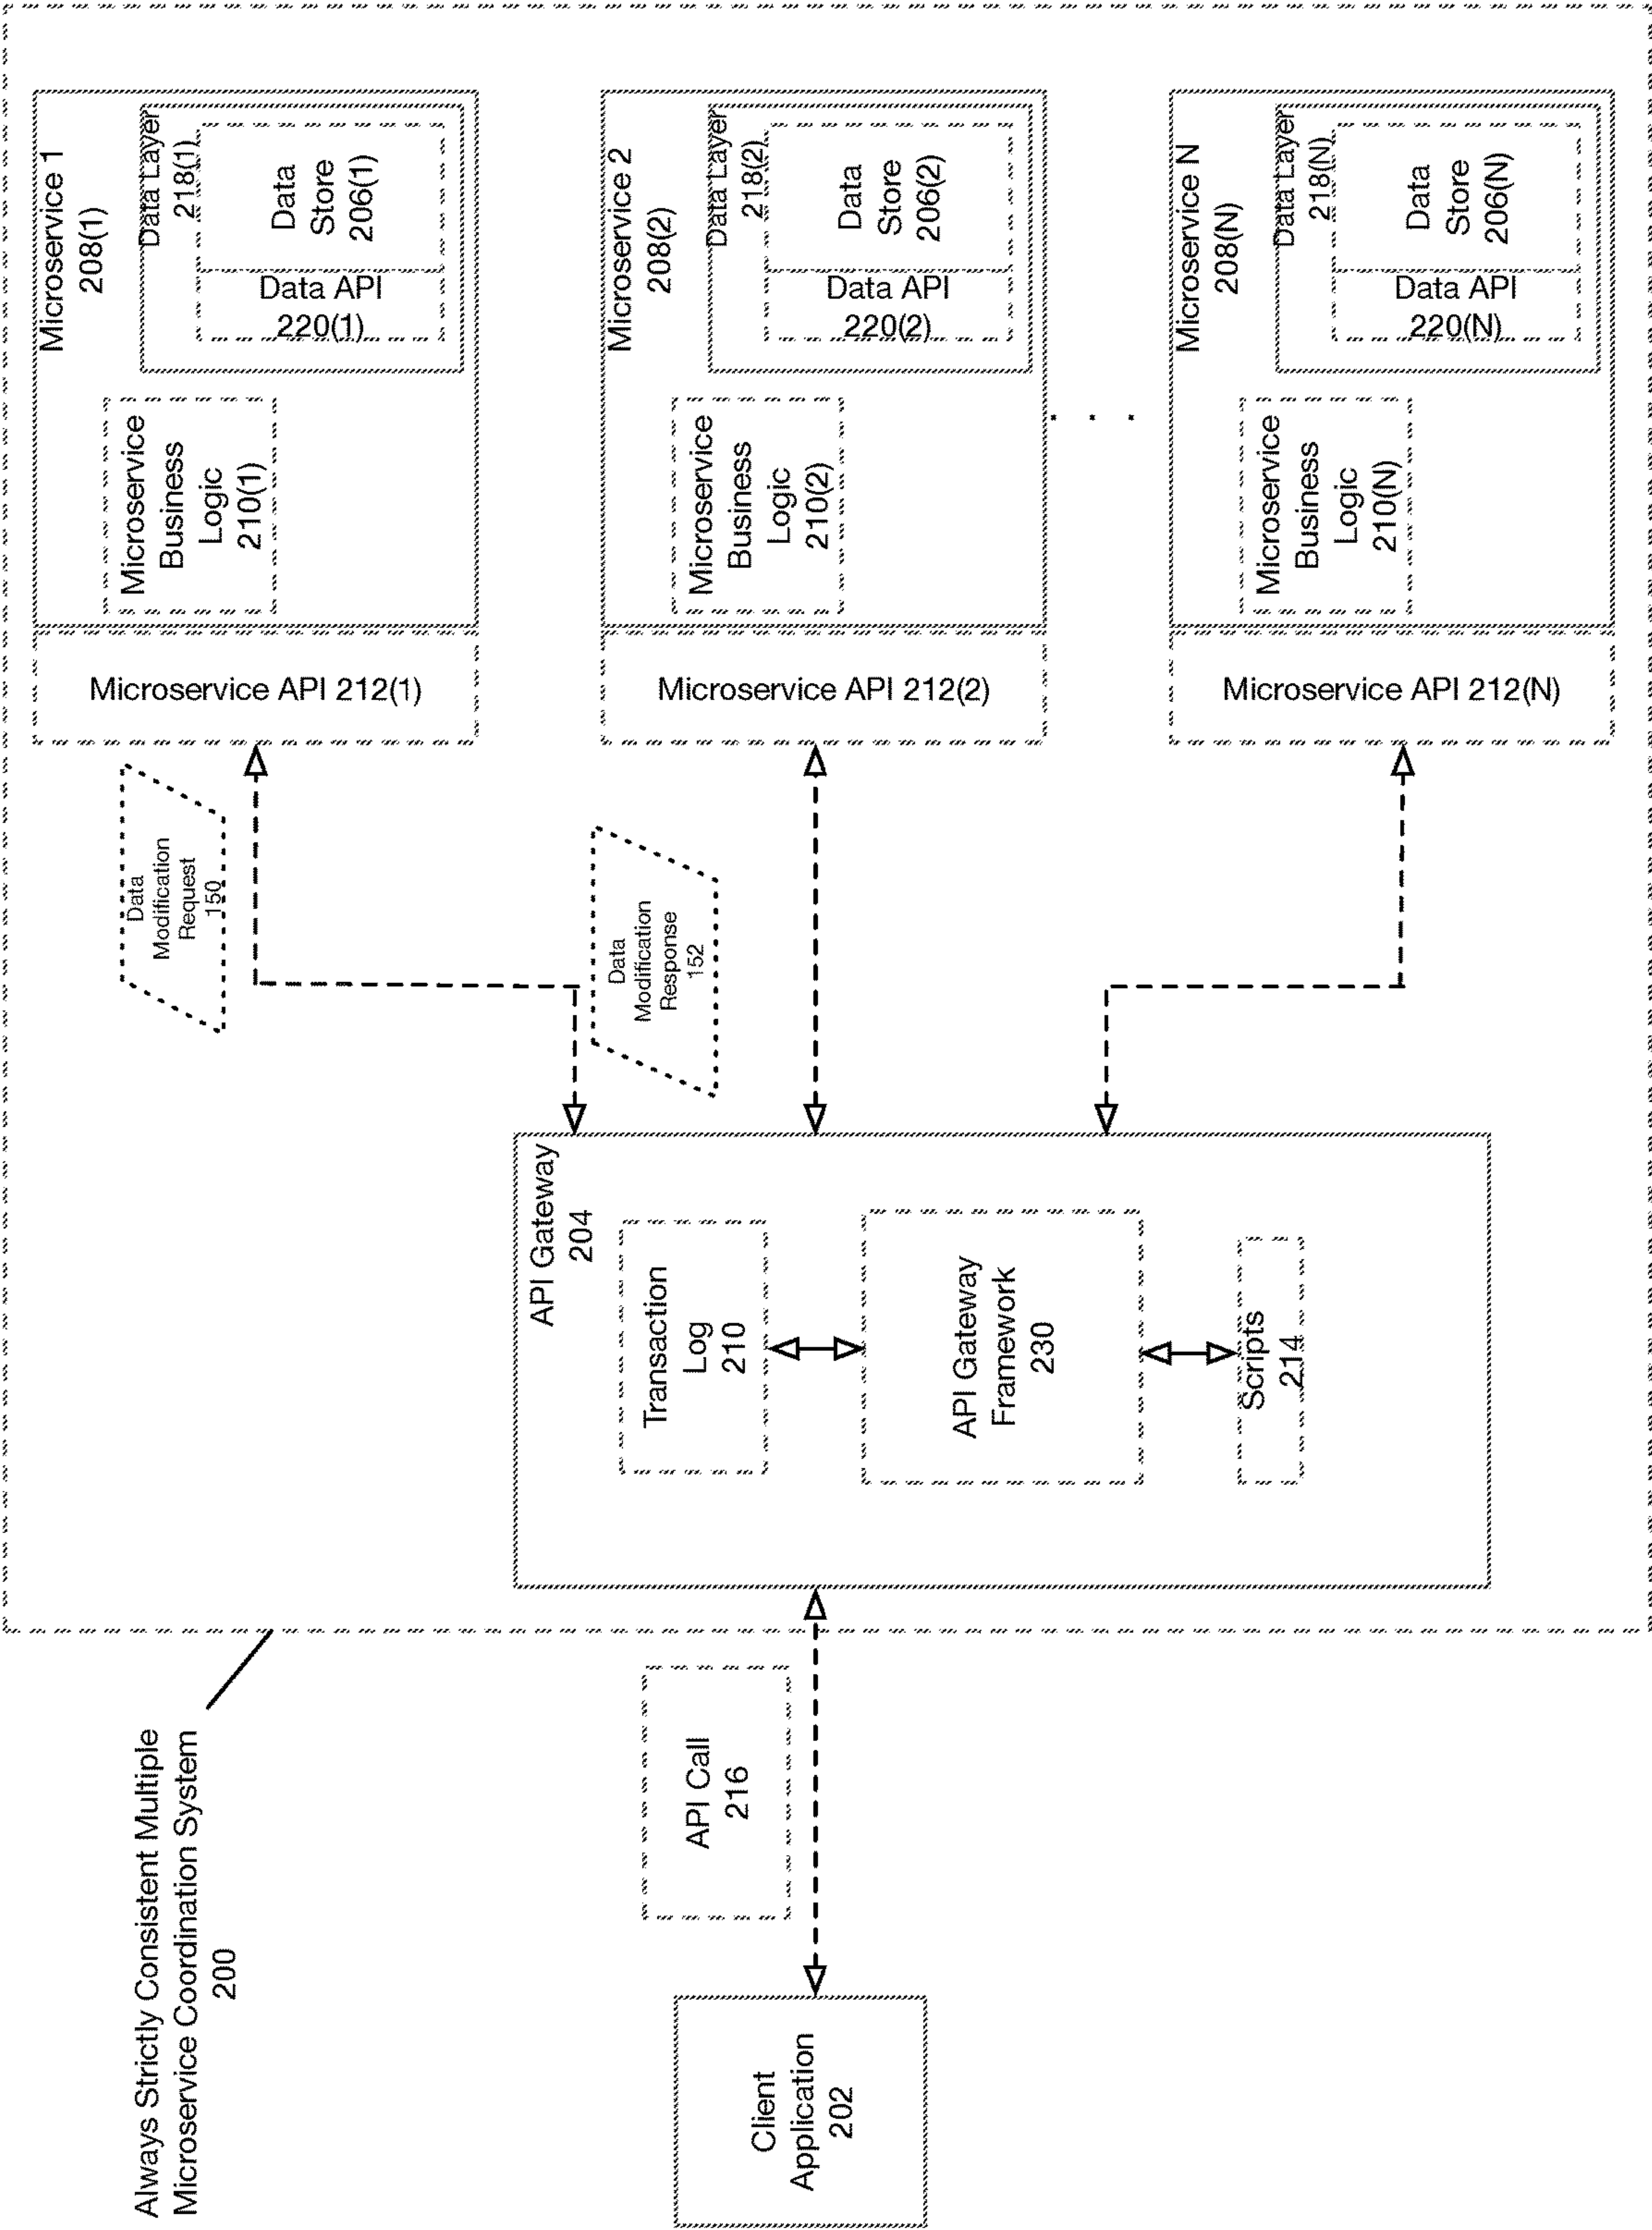 Always Strictly Consistent Multiple
Microservice Coordination System
200
Client
Application
202
API Call
216
API Gateway
204
Transaction
Log
210
API Gateway
Framework
230
Scripts
214
Data
Modification
Request
150
Data
Modification
Response
152
Microservice API 212(1)
Microservice 1
208(1)
Microservice
Business
Logic
210(1)
Data Layer
218(1)
Data API
220(1)
Data
Store
206(1)
Microservice API 212(2)
Microservice 2
208(2)
Microservice
Business
Logic
210(2)
Data Layer
218(2)
Data API
220(2)
Data
Store
206(2)
. . .
Microservice API 212(N)
Microservice N
208(N)
Microservice
Business
Logic
210(N)
Data Layer
218(N)
Data API
220(N)
Data
Store
206(N)